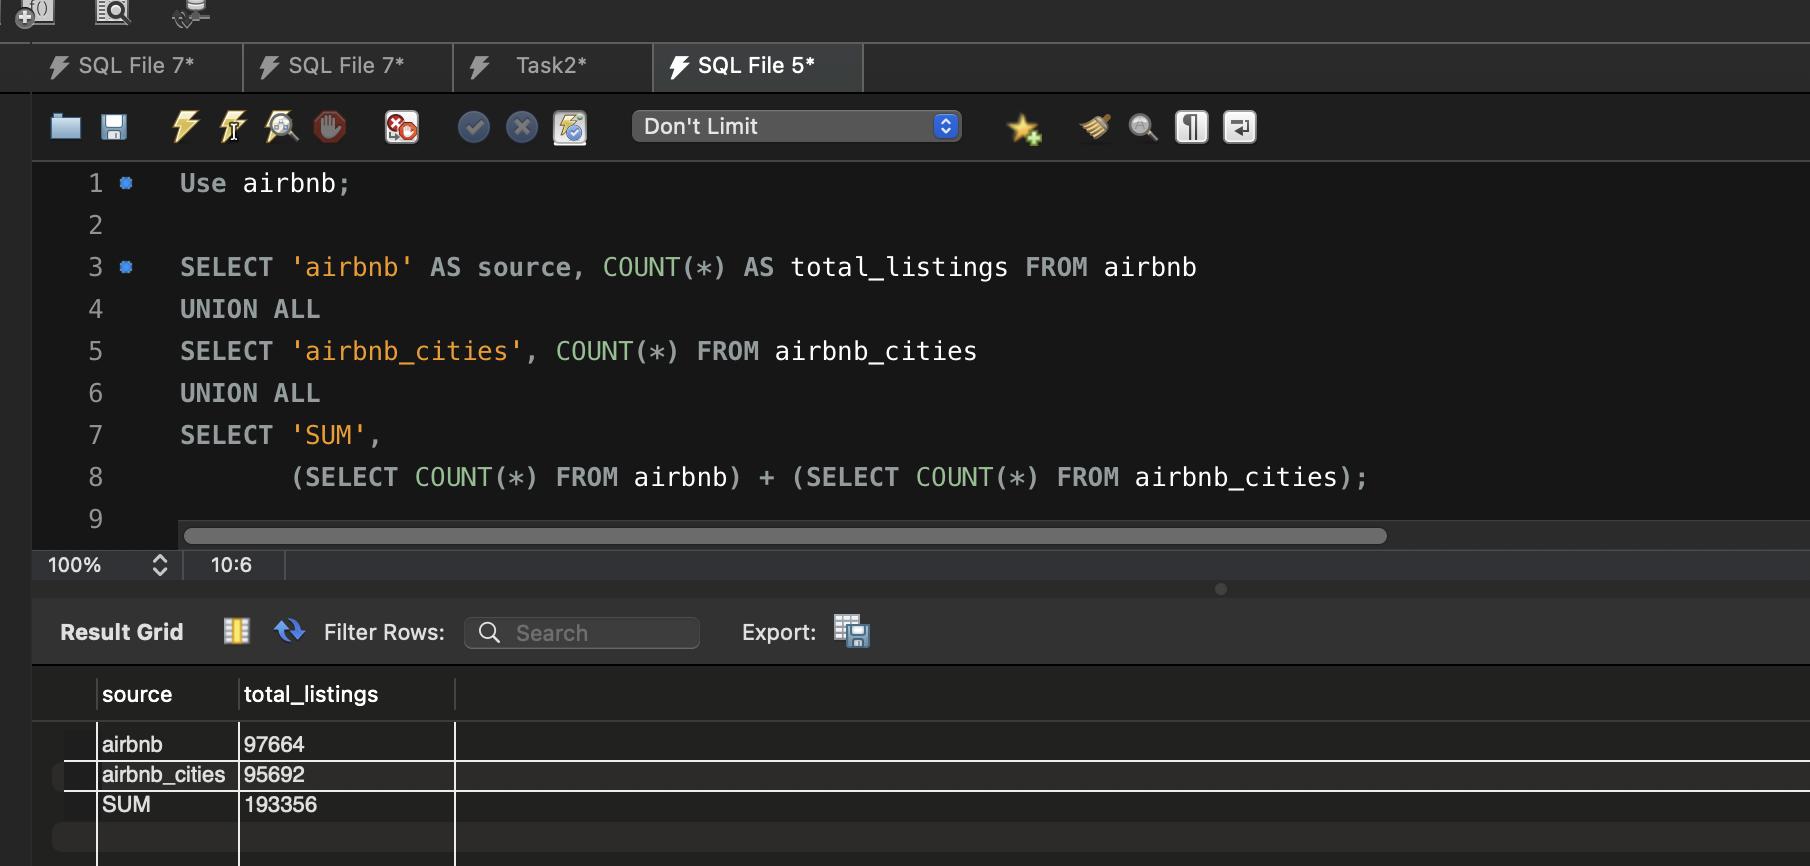 f()
SQL File 7*
SQL File 7*
Task2*
SQL File 5*
Don't Limit
1 Use airbnb;
2
3 SELECT 'airbnb' AS source, COUNT(*) AS total_listings FROM airbnb
4 UNION ALL
5 SELECT 'airbnb_cities', COUNT(*) FROM airbnb_cities
6 UNION ALL
7 SELECT 'SUM',
8 (SELECT COUNT(*) FROM airbnb) + (SELECT COUNT(*) FROM airbnb_cities);
9
100% 10:6
Result Grid Filter Rows: Search Export:
source total_listings
airbnb 97664
airbnb_cities 95692
SUM 193356